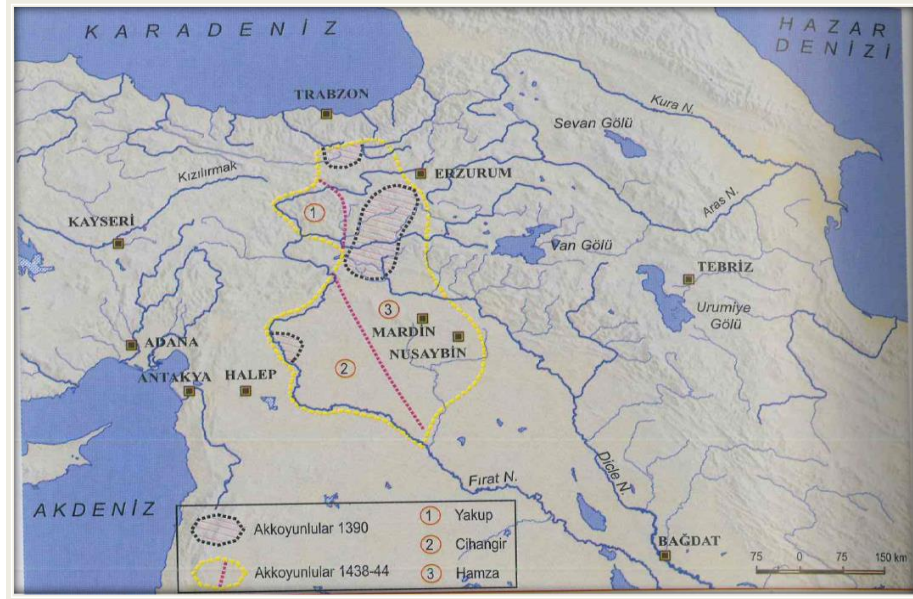 KARADENİZ
HAZAR
DENİZİ
TRABZON
Kura N.
Sevan Gölü
ERZURUM
Kızılırmak
1
Aras N.
KAYSERİ
Van Gölü
TEBRİZ
Urumiye
Gölü
3
MARDİN
NUSAYBİN
ADANA
2
ANTAKYA
HALEP
Dicle N.
Fırat N.
AKDENİZ
BAĞDAT
Akkoyunlular 1390
Akkoyunlular 1438-44
1 Yakup
2 Cihangir
3 Hamza
75 0 75 150 km